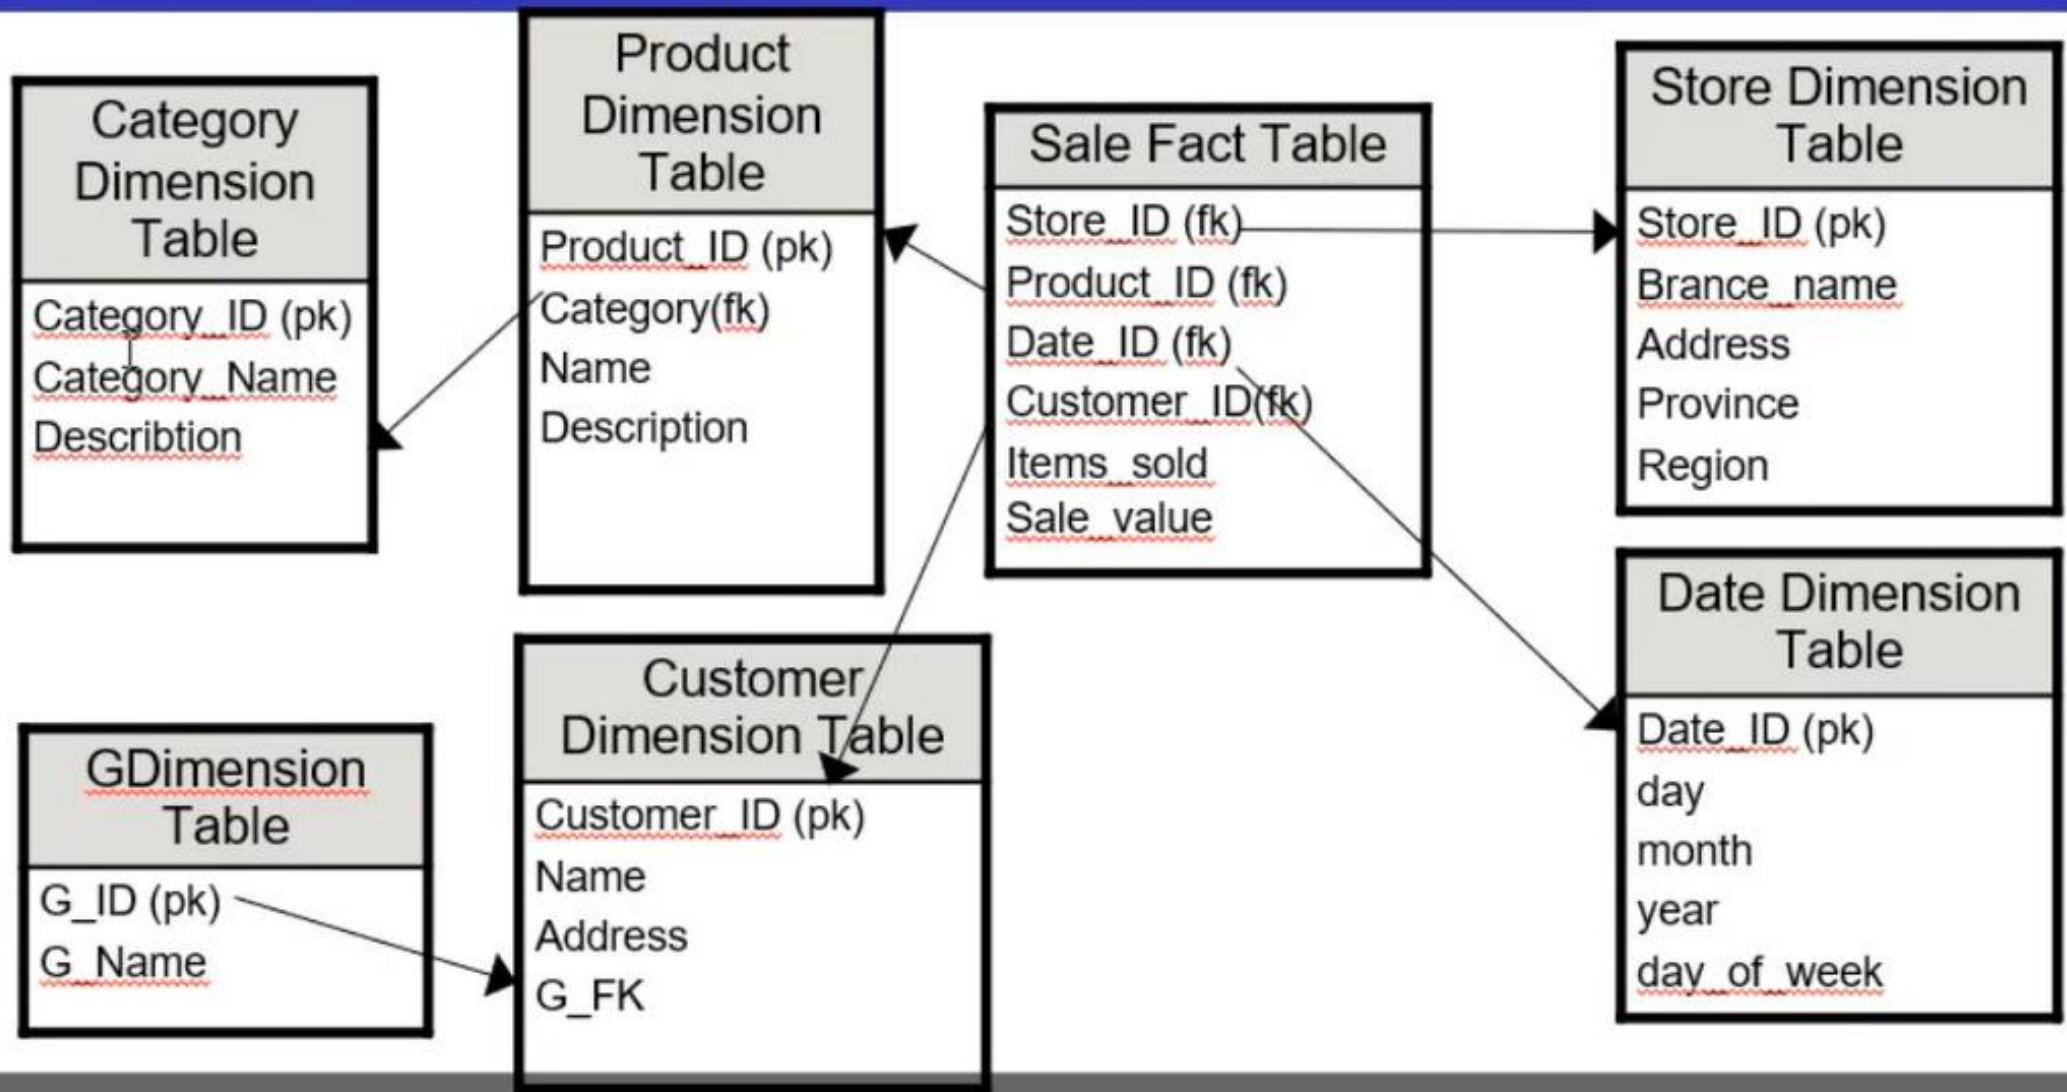 Category
Dimension
Table
Category_ID (pk)
Category_Name
Describtion
Product
Dimension
Table
Product_ID (pk)
Category(fk)
Name
Description
Sale Fact Table
Store_ID (fk)
Product_ID (fk)
Date_ID (fk)
Customer_ID(fk)
Items_sold
Sale_value
Store Dimension
Table
Store_ID (pk)
Brance_name
Address
Province
Region
GDimension
Table
G_ID (pk)
G_Name
Customer
Dimension Table
Customer_ID (pk)
Name
Address
G_FK
Date Dimension
Table
Date_ID (pk)
day
month
year
day_of_week